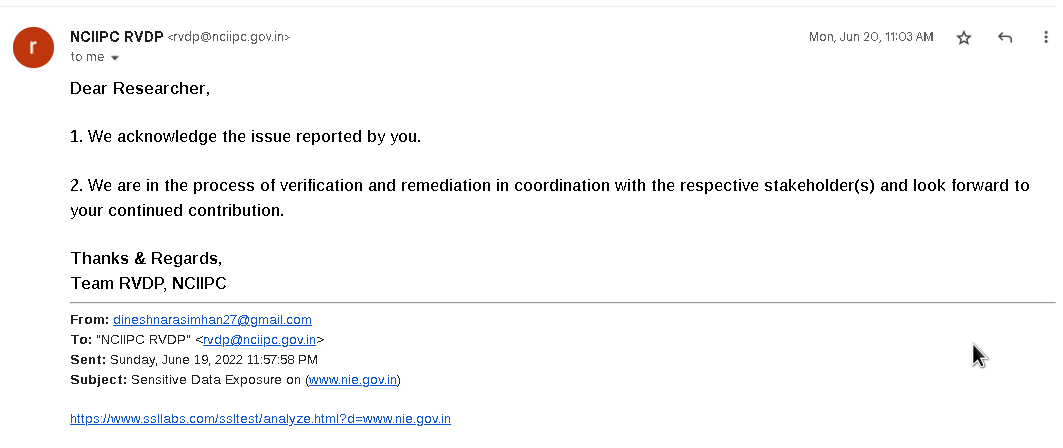 NCIIPC RVDP <rvdp@nciipc.gov.in>
Mon, Jun 20, 11:03 AM
r
to me
Dear Researcher,
1. We acknowledge the issue reported by you.
2. We are in the process of verification and remediation in coordination with the respective stakeholder(s) and look forward to
your continued contribution.
Thanks & Regards,
Team RVDP, NCIIPC
From: dineshnarasimhan27@gmail.com
To: "NCIIPC RVDP" <rvdp@nciipc.gov.in>
Sent: Sunday, June 19, 2022 11:57:58 PM
Subject: Sensitive Data Exposure on (www.nie.gov.in)
https://www.ssllabs.com/ssltest/analyze.html?d=www.nie.gov.in